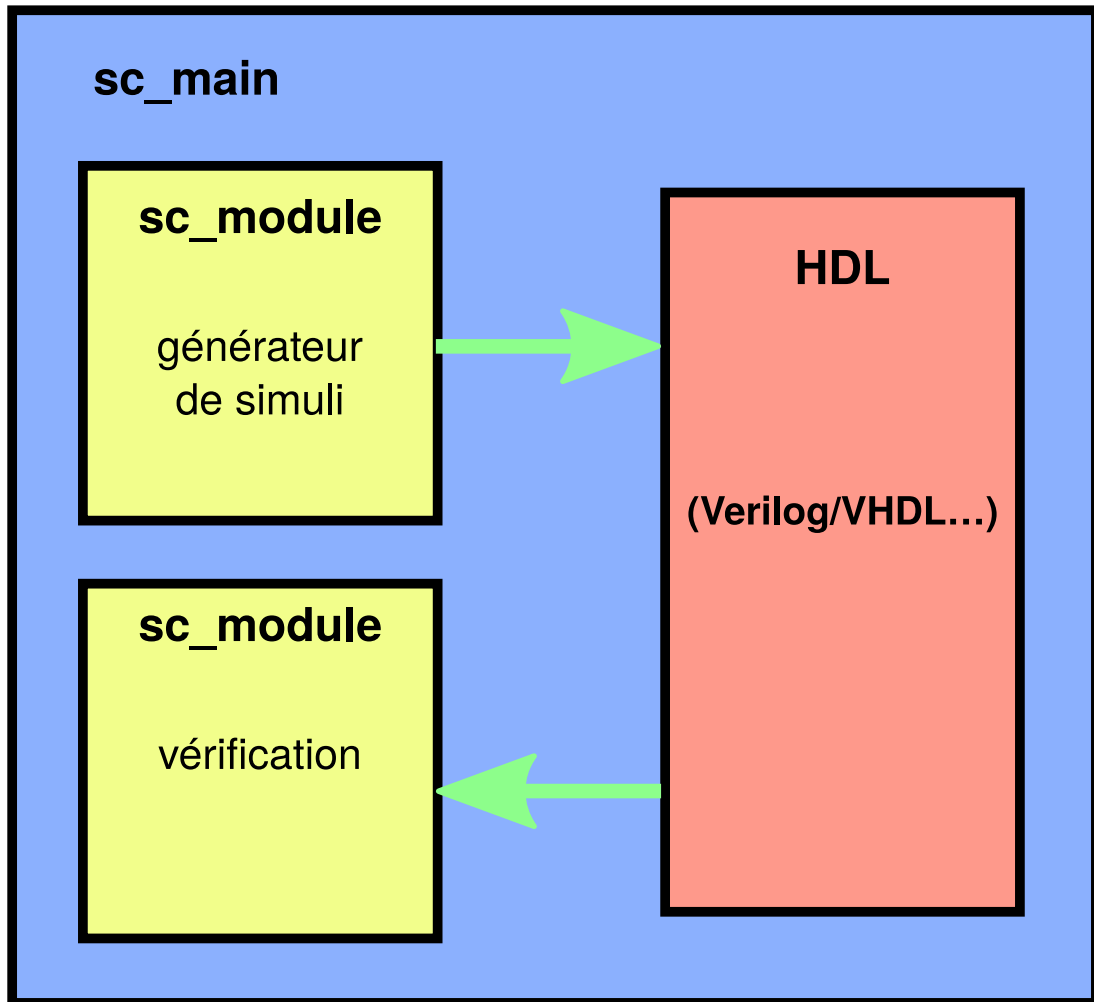 sc_main
sc_module
générateur
de simuli
HDL
(Verilog/VHDL…)
sc_module
vérification